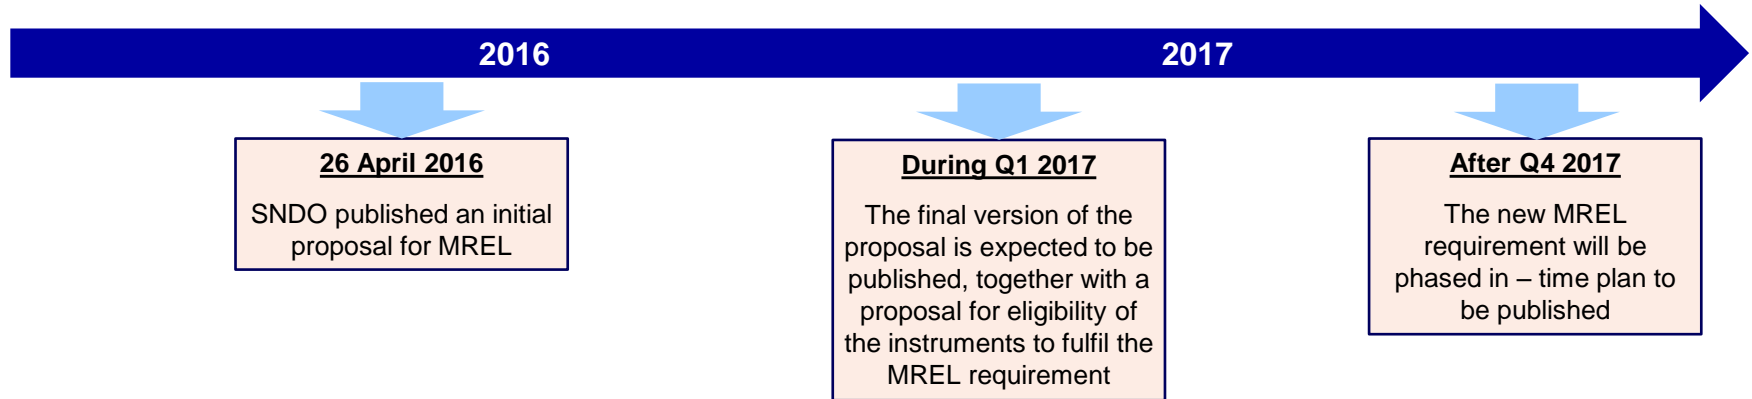 2016
2017
26 April 2016
SNDO published an initial
proposal for MREL
During Q1 2017
The final version of the
proposal is expected to be
published, together with a
proposal for eligibility of
the instruments to fulfil the
MREL requirement
After Q4 2017
The new MREL
requirement will be
phased in – time plan to
be published